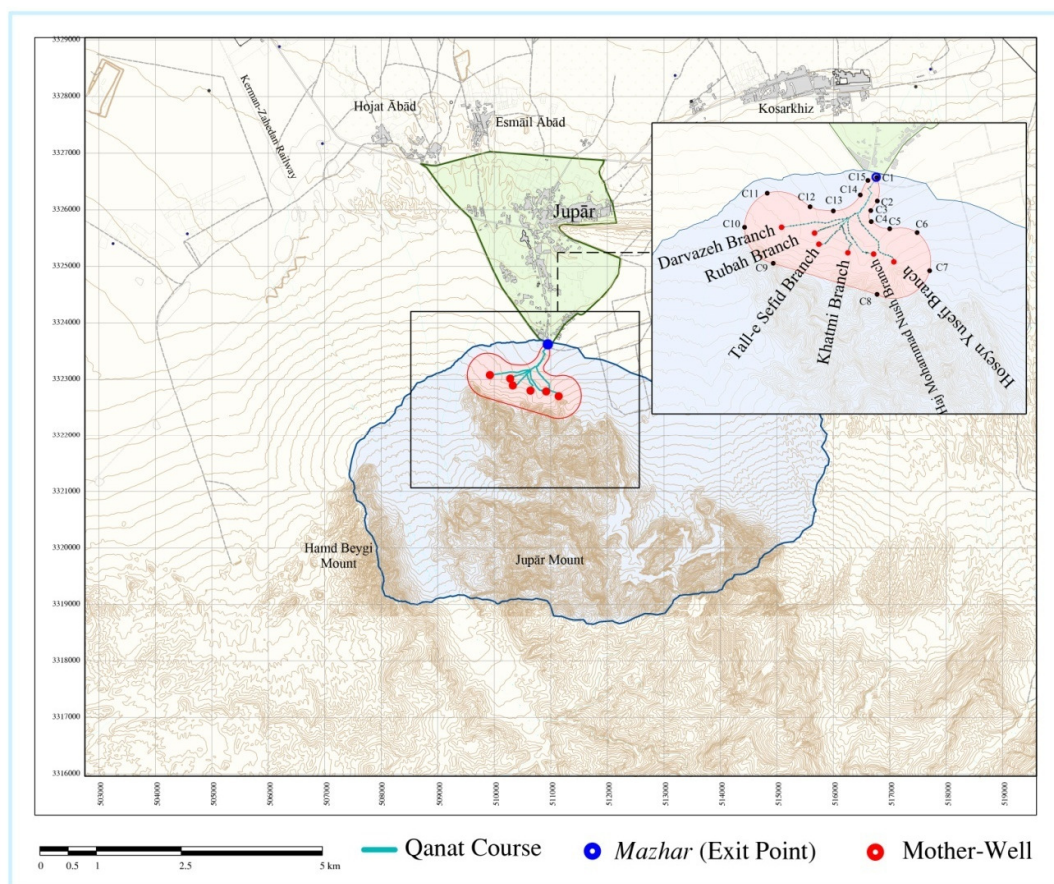 3329000
3328000
3327000
3326000
3325000
3324000
3323000
3322000
3321000
3320000
3319000
3318000
3317000
3316000
Kerman-Zahedan Railway
Hojat Ābād
Esmāil Ābād
Kosarkhiz
Jupār
Hamd Beygi
Mount
Jupār Mount
C15
C1
C11
C14
C12
C2
C13
C3
C4
C5
C6
C10
C9
C7
C8
Darvazeh Branch
Rubah Branch
Tall-e Sefid Branch
Khatmi Branch
Haj Mohammad Nush Branch
Hoseyn Yusefi Branch
503000
504000
505000
506000
507000
508000
509000
510000
511000
512000
513000
514000
515000
516000
517000
518000
519000
0 0.5 1 2.5 5 km
Qanat Course
Mazhar (Exit Point)
Mother-Well